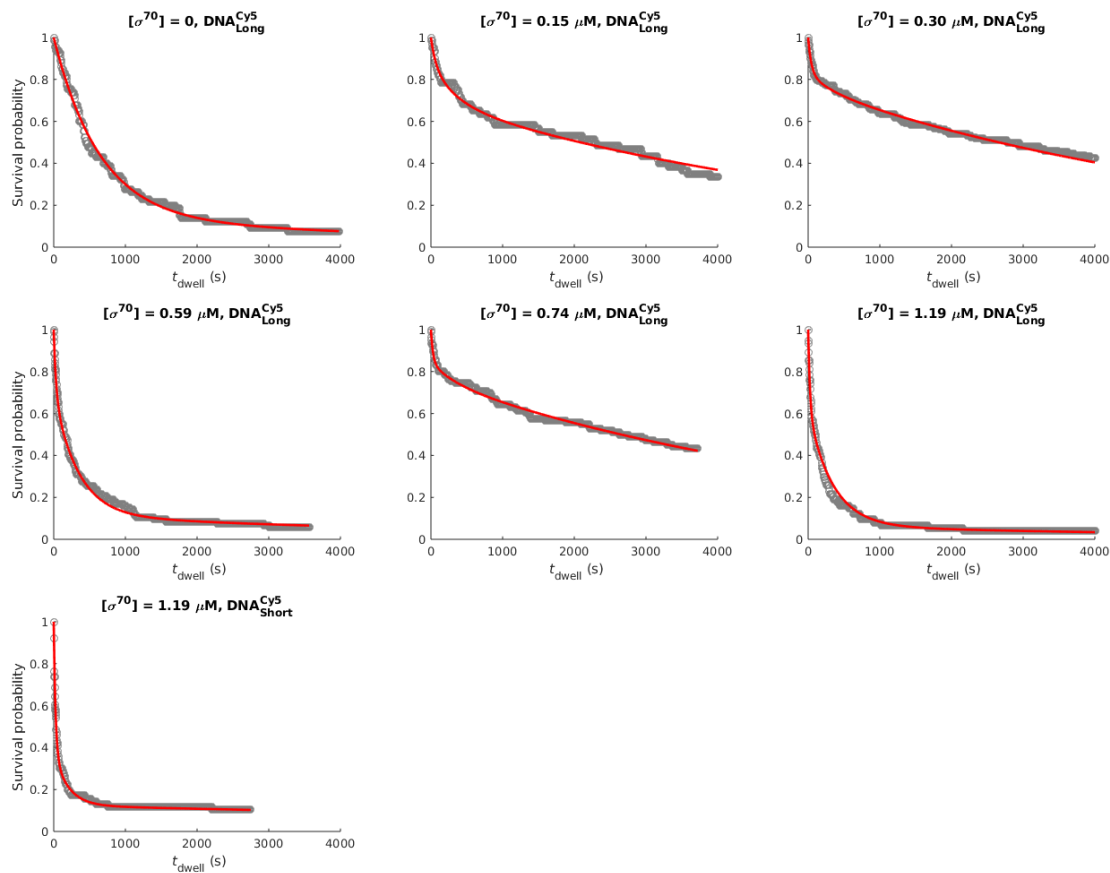 [σ⁷⁰] = 0, DNA^Cy5_Long
[σ⁷⁰] = 0.15 μM, DNA^Cy5_Long
[σ⁷⁰] = 0.30 μM, DNA^Cy5_Long
Survival probability
1
0.8
0.6
0.4
0.2
0
0 1000 2000 3000 4000
t_dwell (s)
1
0.8
0.6
0.4
0.2
0
0 1000 2000 3000 4000
t_dwell (s)
1
0.8
0.6
0.4
0.2
0
0 1000 2000 3000 4000
t_dwell (s)
[σ⁷⁰] = 0.59 μM, DNA^Cy5_Long
[σ⁷⁰] = 0.74 μM, DNA^Cy5_Long
[σ⁷⁰] = 1.19 μM, DNA^Cy5_Long
Survival probability
1
0.8
0.6
0.4
0.2
0
0 1000 2000 3000 4000
t_dwell (s)
1
0.8
0.6
0.4
0.2
0
0 1000 2000 3000 4000
t_dwell (s)
1
0.8
0.6
0.4
0.2
0
0 1000 2000 3000 4000
t_dwell (s)
[σ⁷⁰] = 1.19 μM, DNA^Cy5_Short
Survival probability
1
0.8
0.6
0.4
0.2
0
0 1000 2000 3000 4000
t_dwell (s)